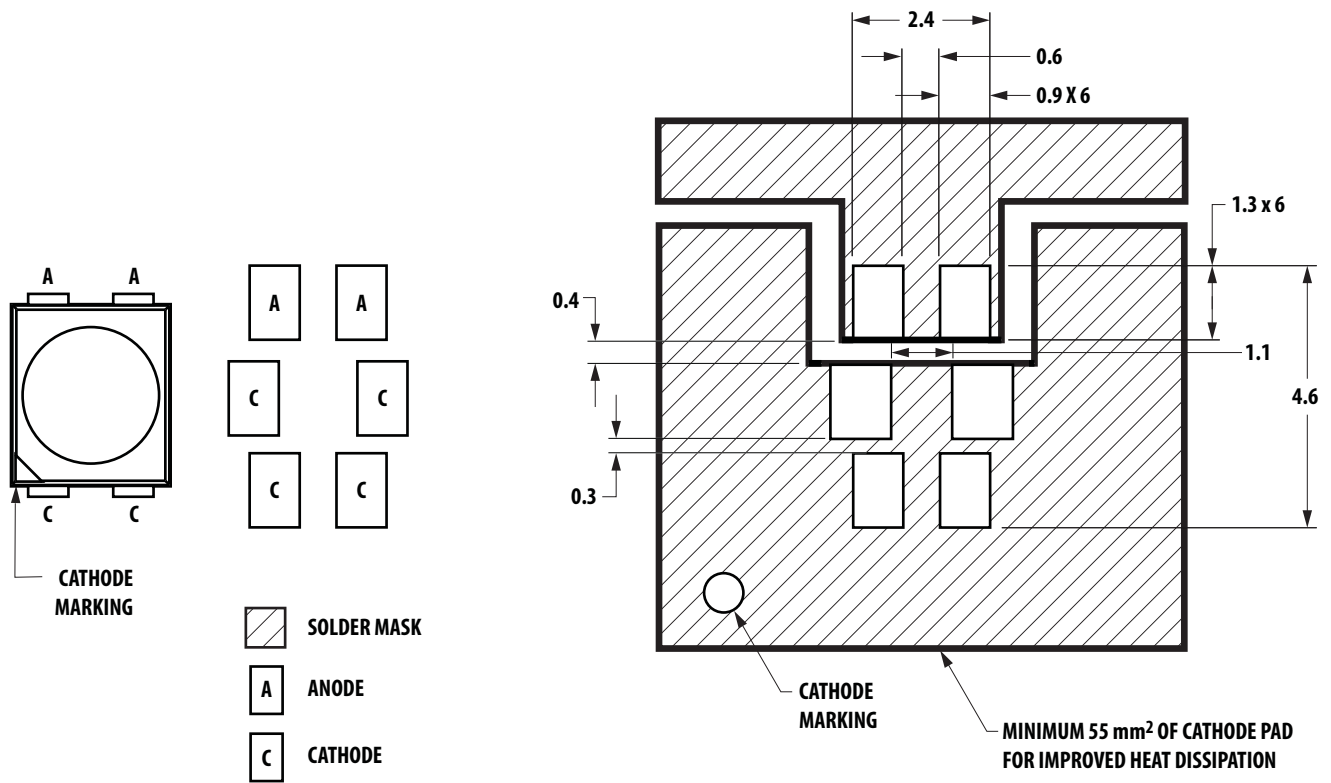 A A
C C
CATHODE
MARKING
A A
C C
C C
SOLDER MASK
A ANODE
C CATHODE
2.4
0.6
0.9 X 6
1.3 x 6
0.4
1.1
4.6
0.3
CATHODE
MARKING
MINIMUM 55 mm² OF CATHODE PAD
FOR IMPROVED HEAT DISSIPATION